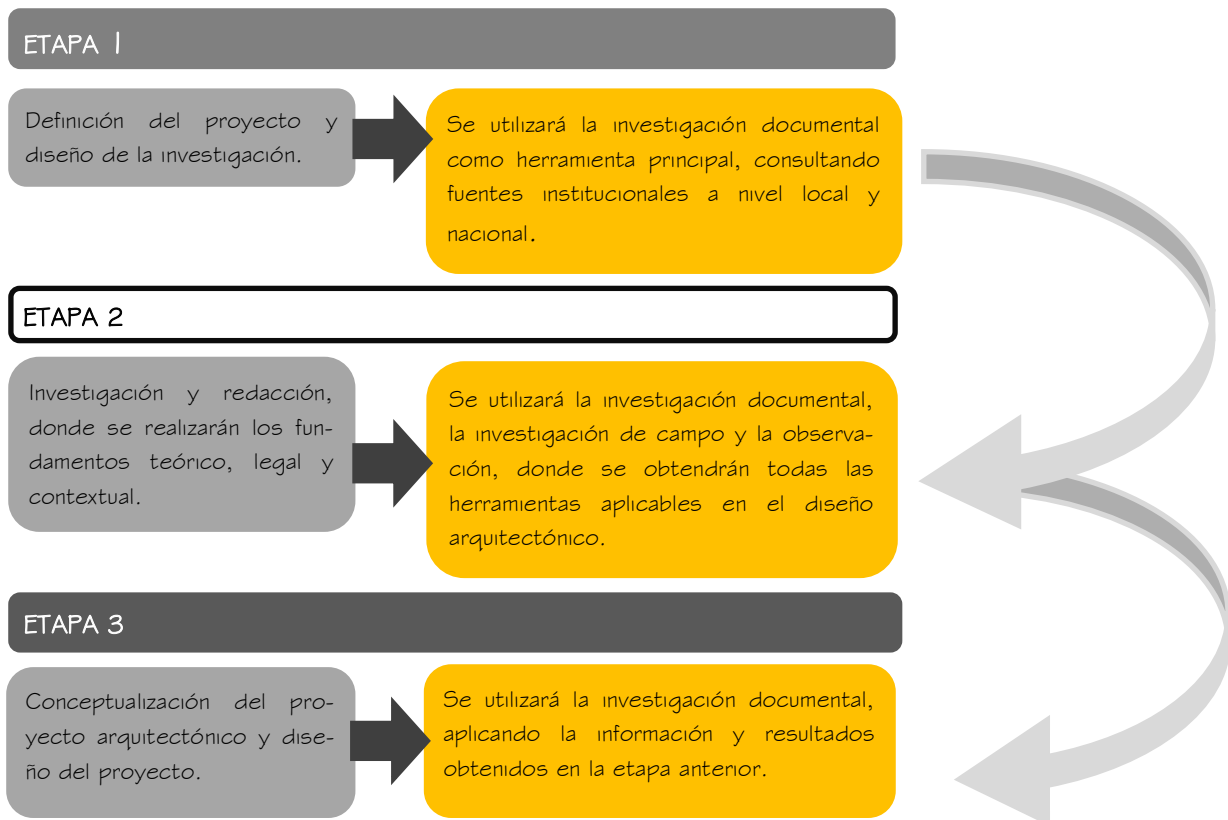 ETAPA 1
Definición del proyecto y
diseño de la investigación.
Se utilizará la investigación documental
como herramienta principal, consultando
fuentes institucionales a nivel local y
nacional.
ETAPA 2
Investigación y redacción,
donde se realizarán los fun-
damentos teórico, legal y
contextual.
Se utilizará la investigación documental,
la investigación de campo y la observa-
ción, donde se obtendrán todas las
herramientas aplicables en el diseño
arquitectónico.
ETAPA 3
Conceptualización del pro-
yecto arquitectónico y dise-
ño del proyecto.
Se utilizará la investigación documental,
aplicando la información y resultados
obtenidos en la etapa anterior.